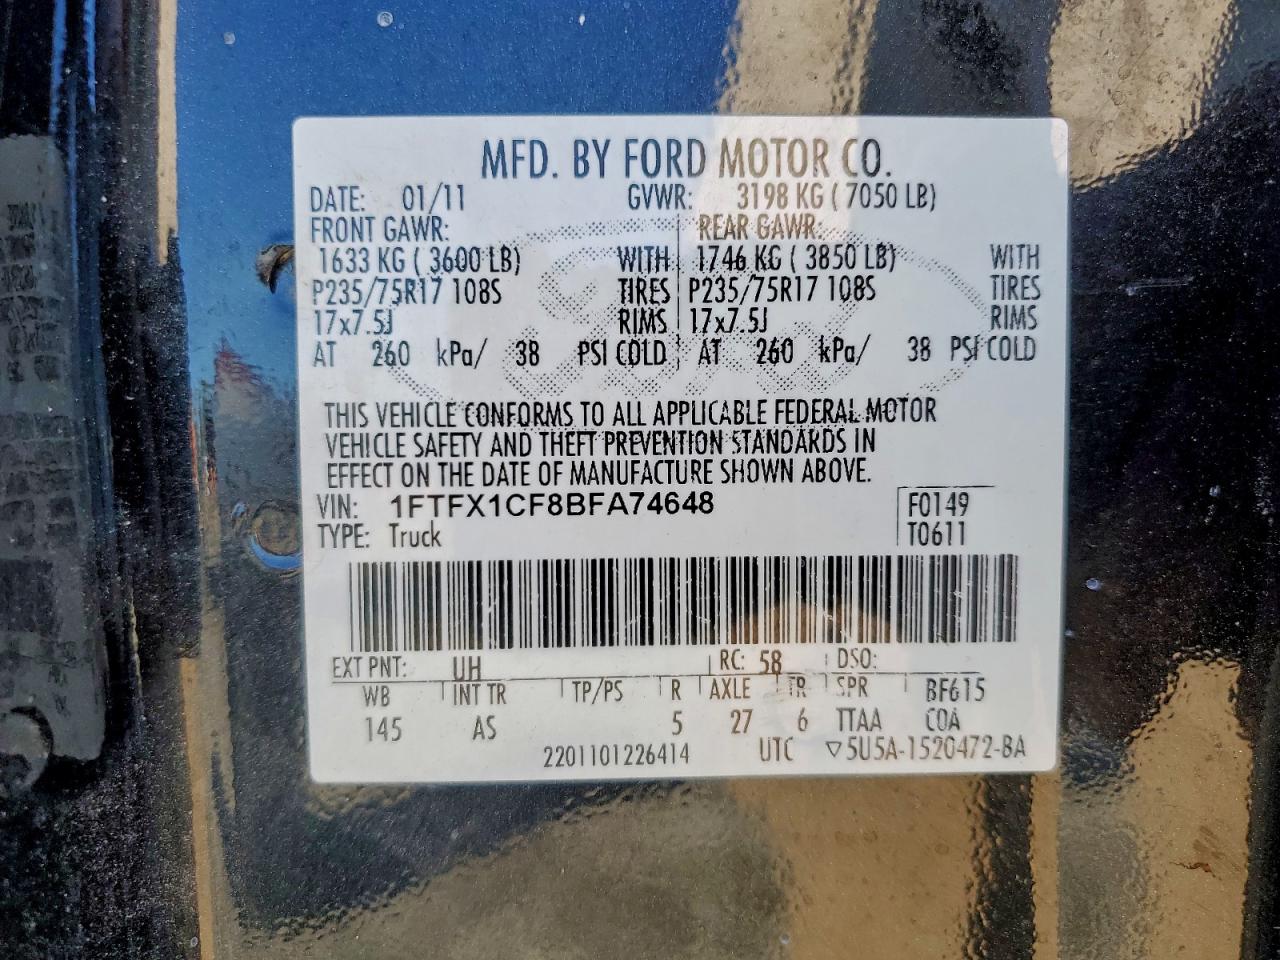 MFD. BY FORD MOTOR CO.
DATE: 01/11 GVWR: 3198 KG ( 7050 LB)
FRONT GAWR: REAR GAWR:
1633 KG ( 3600 LB) WITH 1746 KG ( 3850 LB) WITH
P235/75R17 108S TIRES P235/75R17 108S TIRES
17x7.5J RIMS 17x7.5J RIMS
AT 260 kPa/ 38 PSI COLD AT 260 kPa/ 38 PSI COLD
THIS VEHICLE CONFORMS TO ALL APPLICABLE FEDERAL MOTOR
VEHICLE SAFETY AND THEFT PREVENTION STANDARDS IN
EFFECT ON THE DATE OF MANUFACTURE SHOWN ABOVE.
VIN: 1FTFX1CF8BFA74648 F0149
TYPE: Truck T0611
EXT PNT: UH RC: 58 DSO:
WB INT TR TP/PS R AXLE TR SPR BF615
145 AS 5 27 6 TTAA COA
2201101226414 UTC ▽5U5A-1520472-BA